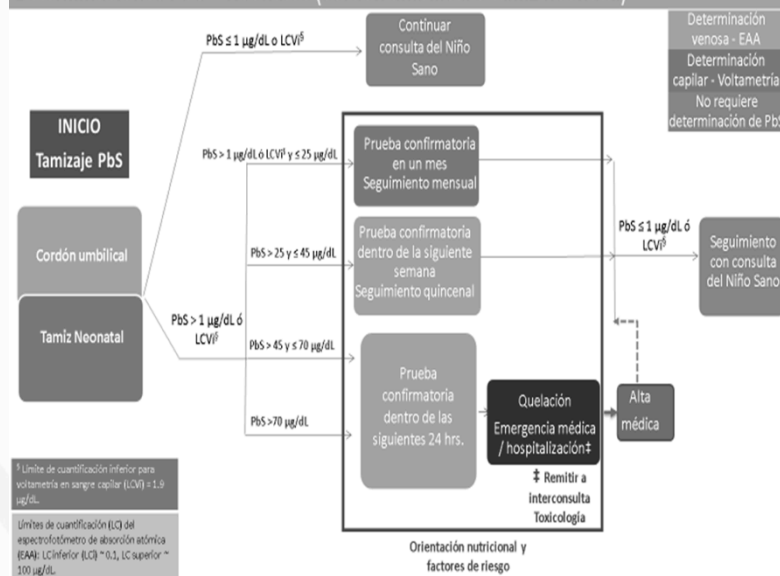 PbS ≤ 1 µg/dL o LCVi§
Continuar
consulta del Niño
Sano
Determinación
venosa - EAA
Determinación
capilar - Voltametría
No requiere
determinación de PbS
INICIO
Tamizaje PbS
Cordón umbilical
Tamiz Neonatal
PbS > 1 µg/dL ó
LCVi§
PbS > 1 µg/dL ó LCVi§ y ≤ 25 µg/dL
Prueba confirmatoria
en un mes
Seguimiento mensual
PbS > 25 y ≤ 45 µg/dL
Prueba confirmatoria
dentro de la siguiente
semana
Seguimiento quincenal
PbS > 45 y ≤ 70 µg/dL
PbS >70 µg/dL
Prueba
confirmatoria
dentro de las
siguientes 24 hrs.
Quelación
Emergencia médica
/ hospitalización‡
‡ Remitir a
interconsulta
Toxicología
Alta
médica
PbS ≤ 1 µg/dL ó
LCVi§
Seguimiento
con consulta
del Niño Sano
Orientación nutricional y
factores de riesgo
§ Límite de cuantificación inferior para
voltametría en sangre capilar (LCVi) = 1.9
µg/dL.
Límites de cuantificación (LC) del
espectrofotómetro de absorción atómica
(EAA): LC inferior (LCi) ~ 0.1, LC superior ~
100 µg/dL.